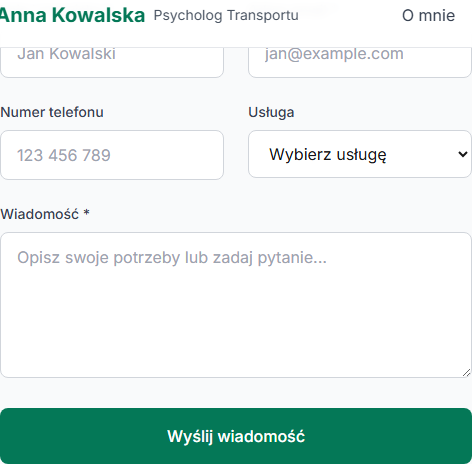 Anna Kowalska Psycholog Transportu O mnie
Jan Kowalski jan@example.com
Numer telefonu Usługa
123 456 789 Wybierz usługę
Wiadomość *
Opisz swoje potrzeby lub zadaj pytanie...
Wyślij wiadomość